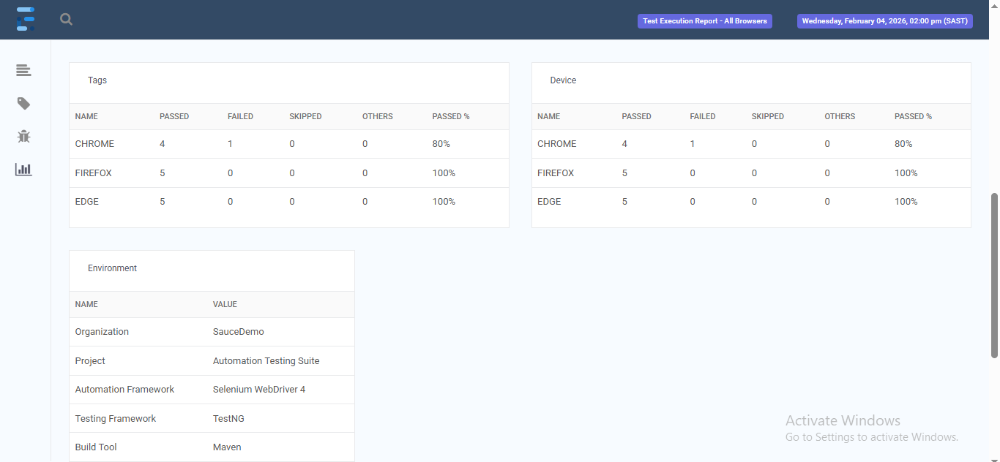 Test Execution Report - All Browsers Wednesday, February 04, 2026, 02:00 pm (SAST)
Tags
NAME PASSED FAILED SKIPPED OTHERS PASSED %
CHROME 4 1 0 0 80%
FIREFOX 5 0 0 0 100%
EDGE 5 0 0 0 100%
Device
NAME PASSED FAILED SKIPPED OTHERS PASSED %
CHROME 4 1 0 0 80%
FIREFOX 5 0 0 0 100%
EDGE 5 0 0 0 100%
Environment
NAME VALUE
Organization SauceDemo
Project Automation Testing Suite
Automation Framework Selenium WebDriver 4
Testing Framework TestNG
Build Tool Maven
Activate Windows
Go to Settings to activate Windows.